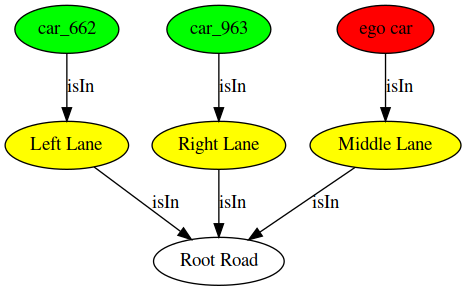 car_662
car_963
ego car
isIn
isIn
isIn
Left Lane
Right Lane
Middle Lane
isIn
isIn
isIn
Root Road